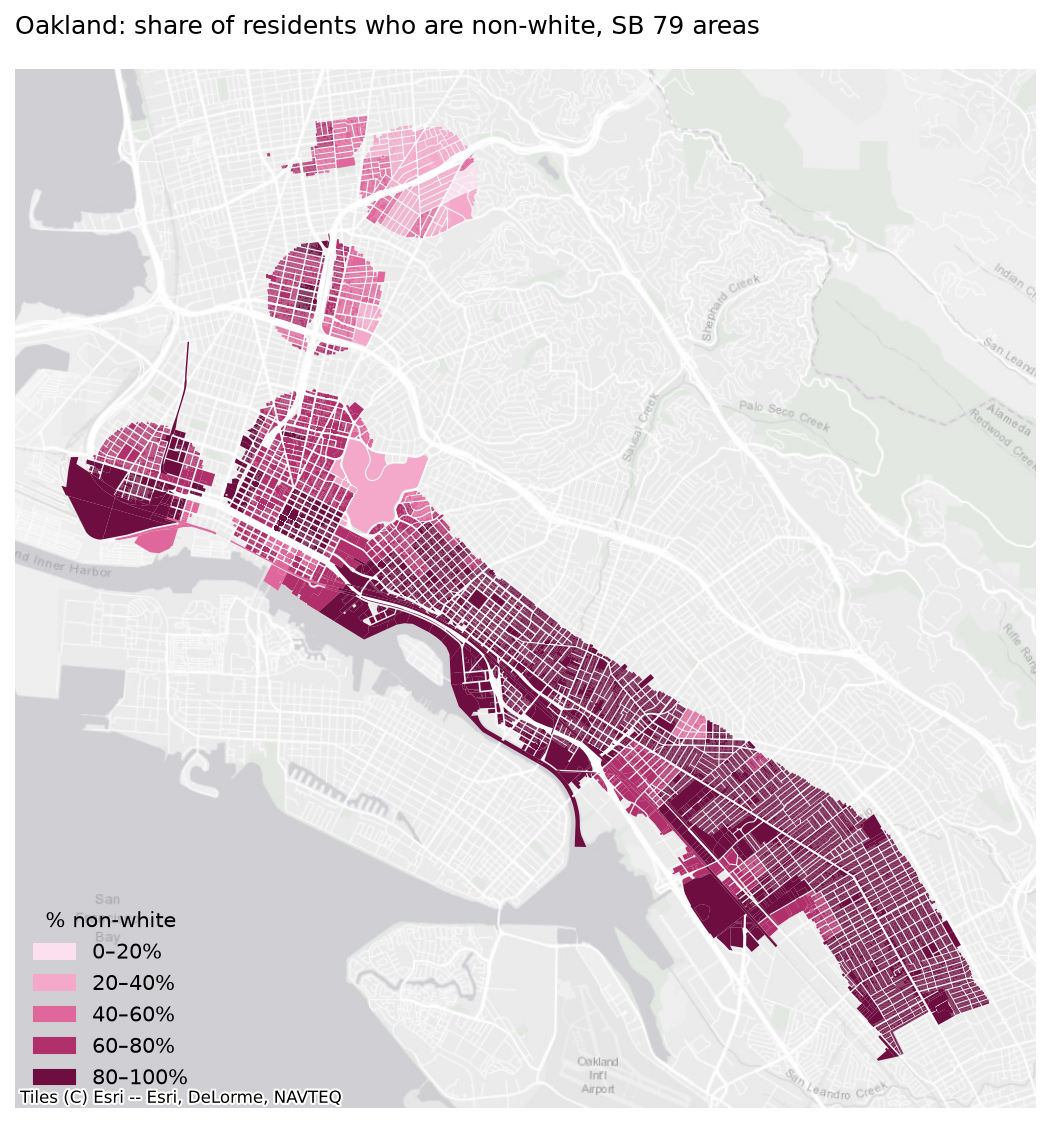 Oakland: share of residents who are non-white, SB 79 areas
Indian C
San Leand
Shephard Creek
Alameda
Redwood Creek
Palo Seco Creek
Sausal Creek
nd Inner Harbor
Rifle Rang
San
Bay
% non-white
0–20%
20–40%
40–60%
60–80%
80–100%
Oakland
Int'l
Airport
San Leandro Creek
Tiles (C) Esri -- Esri, DeLorme, NAVTEQ